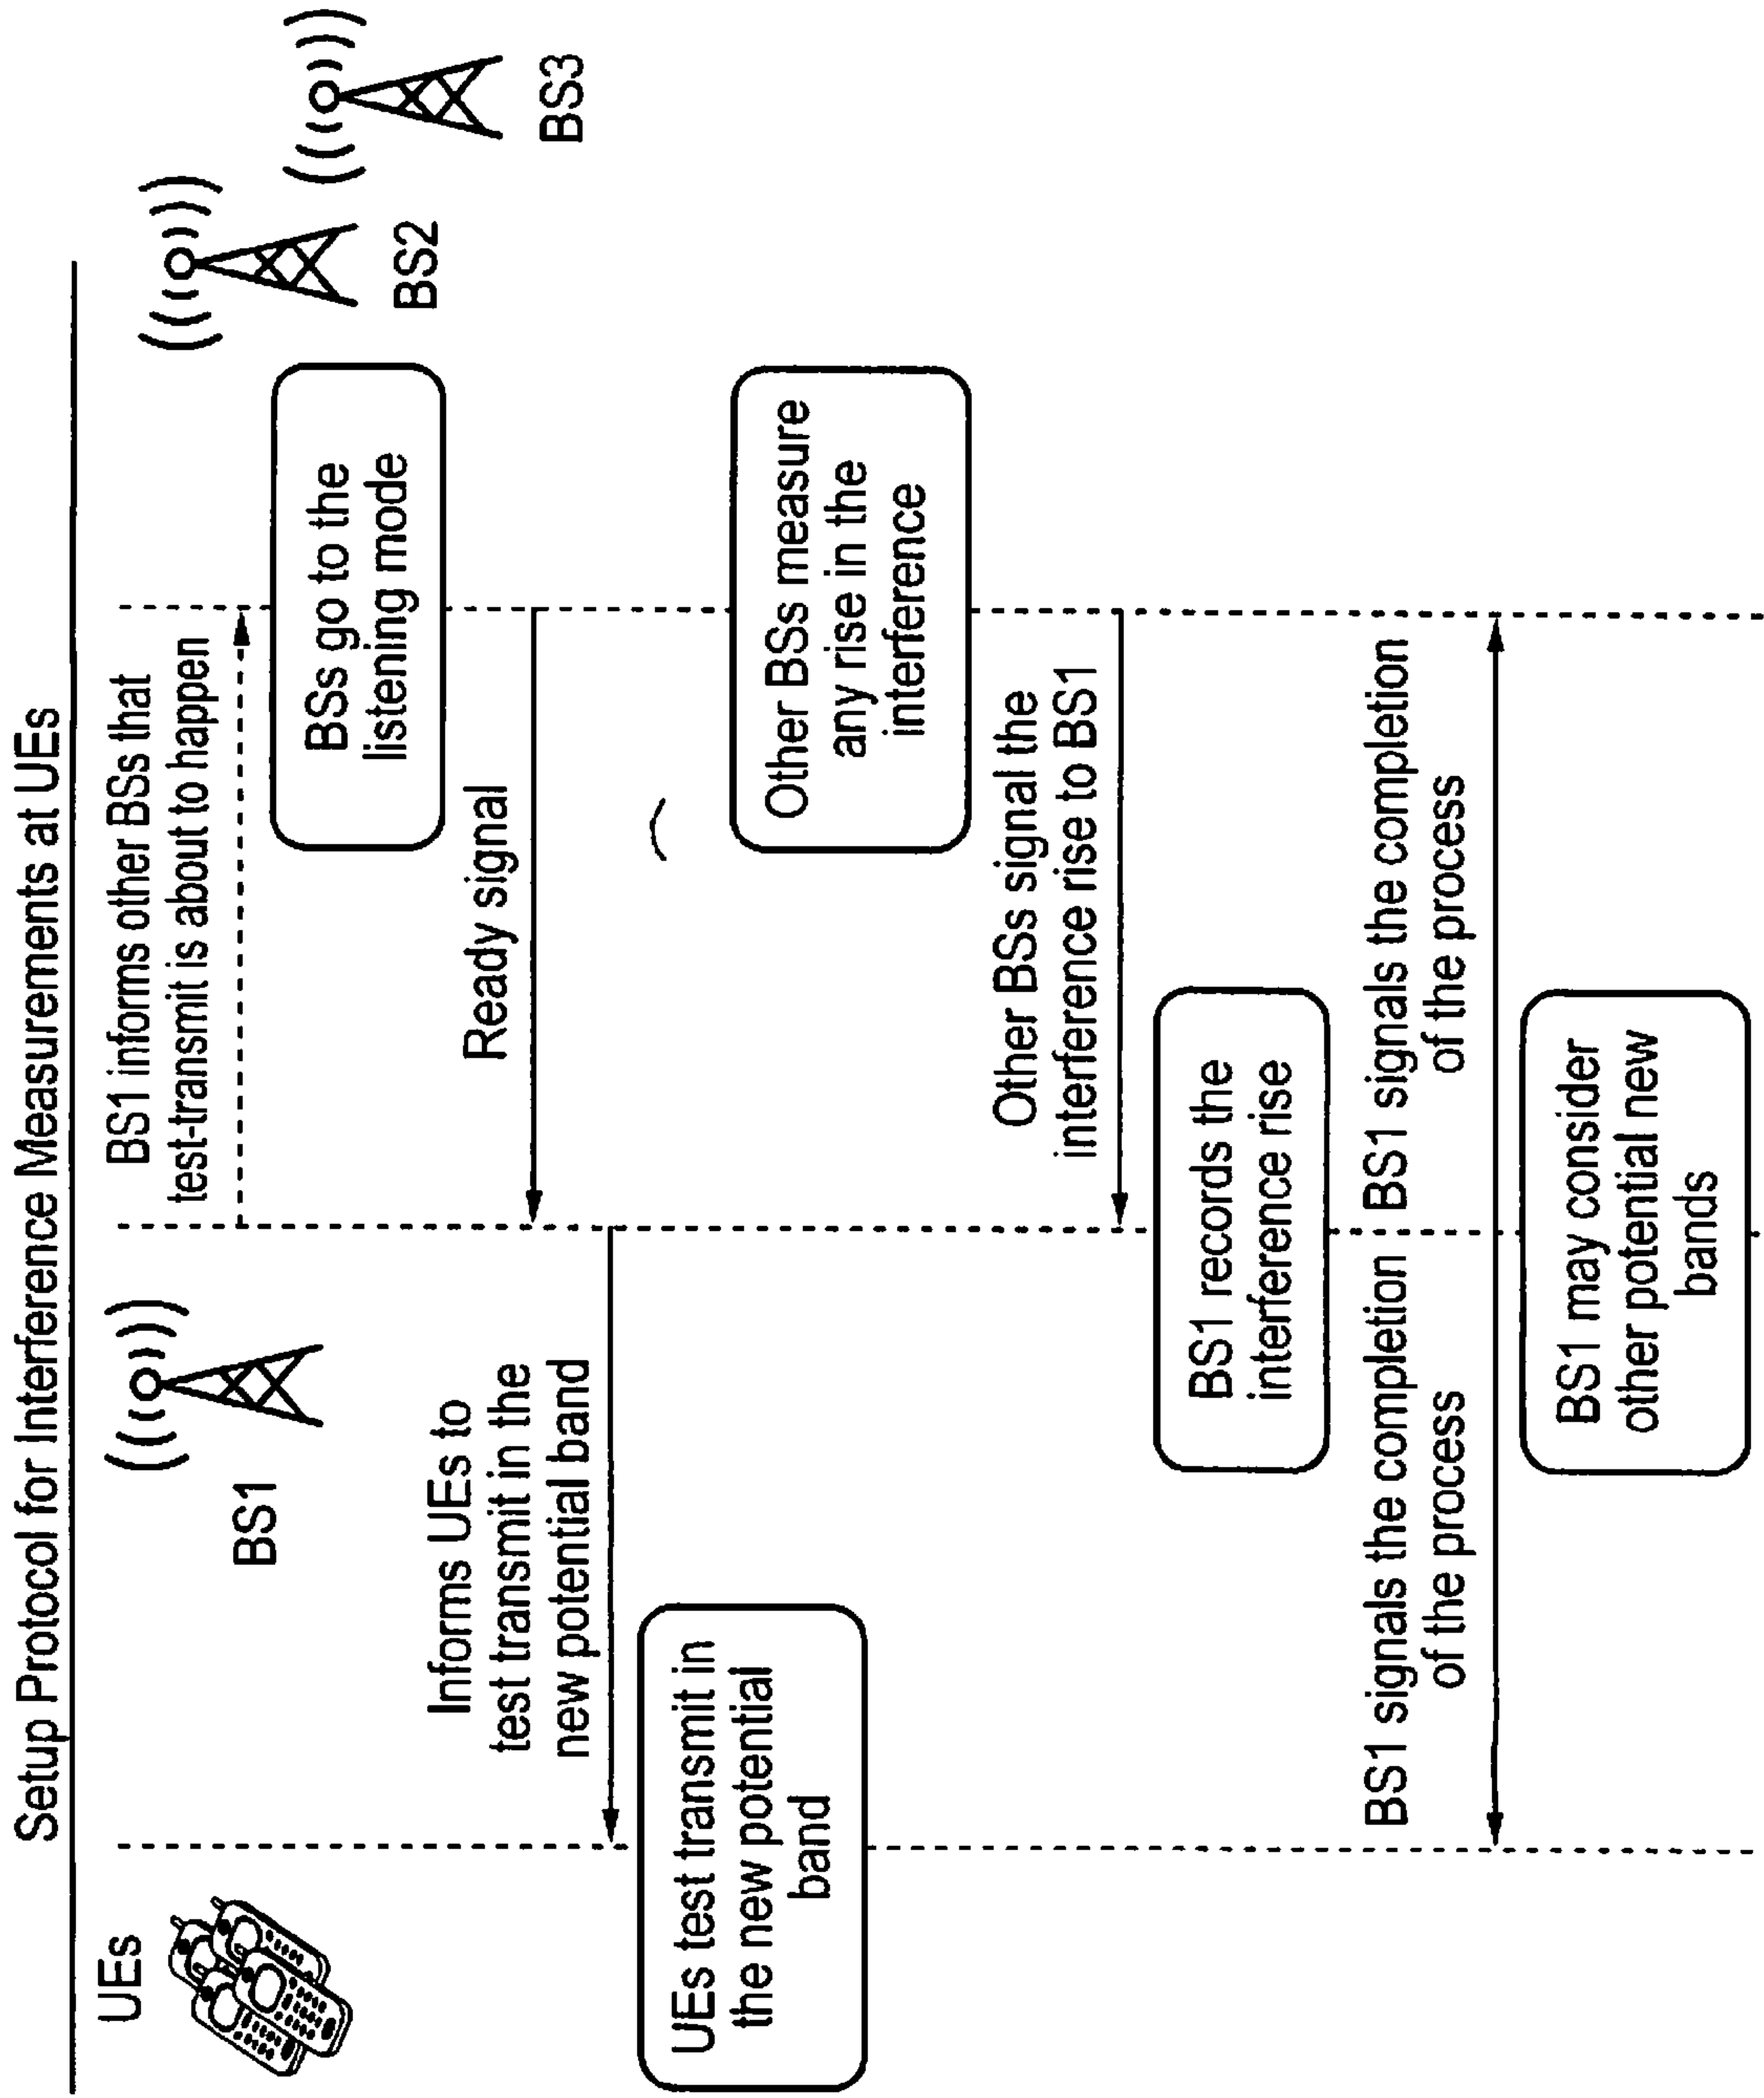 Setup Protocol for Interference Measurements at UEs
UEs
BS1
BS2
BS3
BS1 informs other BSs that
test-transmit is about to happen
BSs go to the
listening mode
Ready signal
Informs UEs to
test transmit in the
new potential band
UEs test transmit in
the new potential
band
Other BSs measure
any rise in the
interference
Other BSs signal the
interference rise to BS1
BS1 records the
interference rise
BS1 signals the completion
of the process
BS1 signals the completion
of the process
BS1 may consider
other potential new
bands